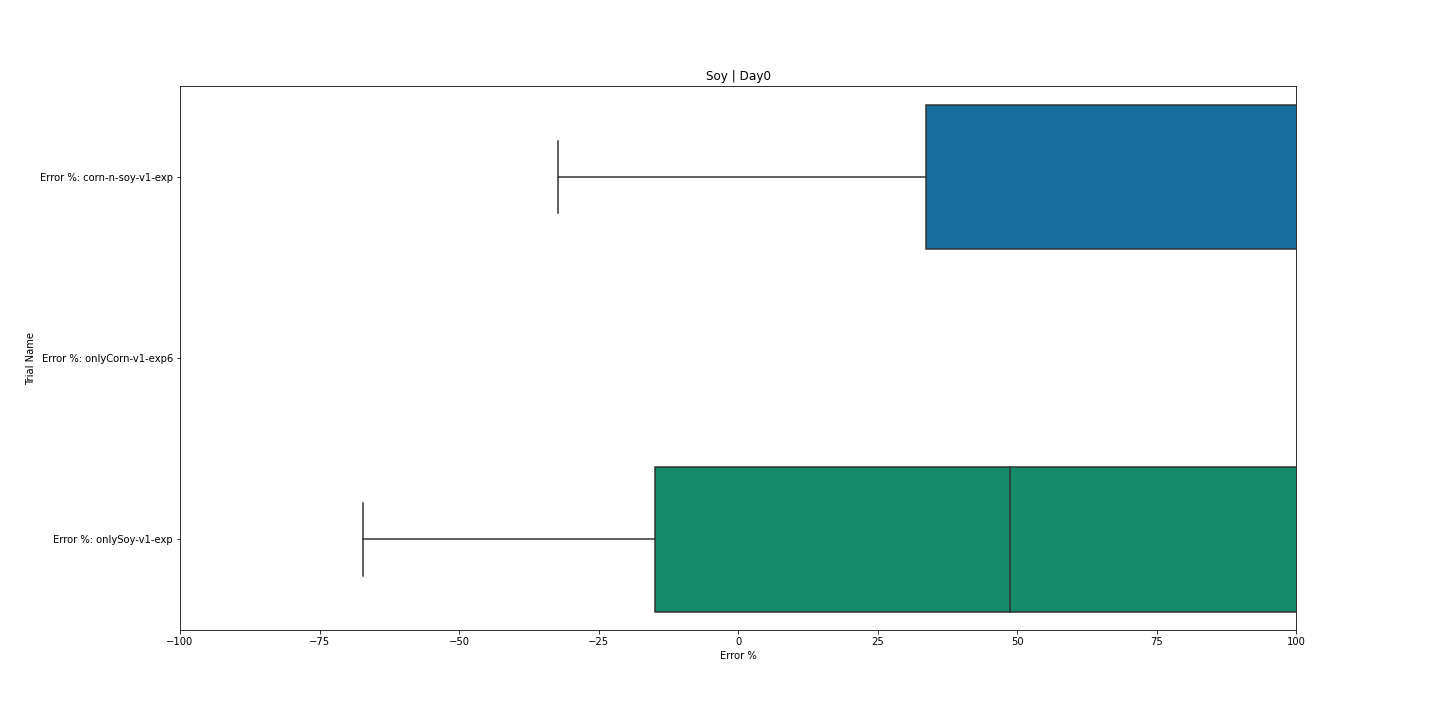 Soy | Day0
Trial Name
Error %: corn-n-soy-v1-exp
Error %: onlyCorn-v1-exp6
Error %: onlySoy-v1-exp
−100 −75 −50 −25 0 25 50 75 100
Error %